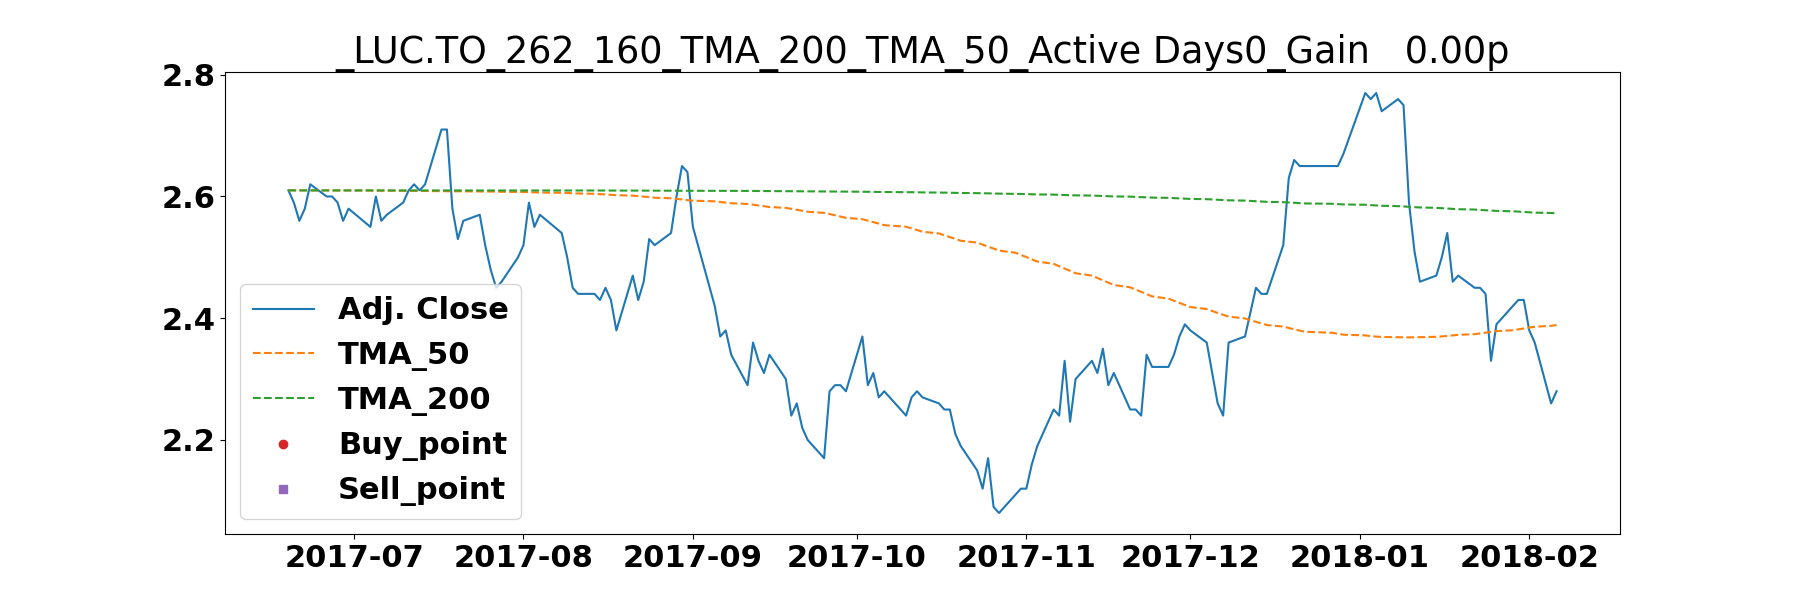 _LUC.TO_262_160_TMA_200_TMA_50_Active Days0_Gain   0.00p
2.8
2.6
2.4
2.2
Adj. Close
TMA_50
TMA_200
Buy_point
Sell_point
2017-07 2017-08 2017-09 2017-10 2017-11 2017-12 2018-01 2018-02